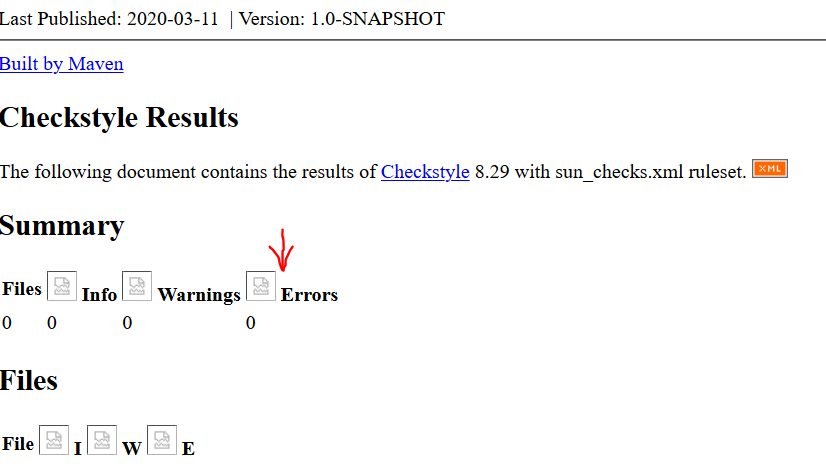 Last Published: 2020-03-11 | Version: 1.0-SNAPSHOT
Built by Maven
Checkstyle Results
The following document contains the results of Checkstyle 8.29 with sun_checks.xml ruleset. XML
Summary
Files Info Warnings Errors
0 0 0 0
Files
File I W E